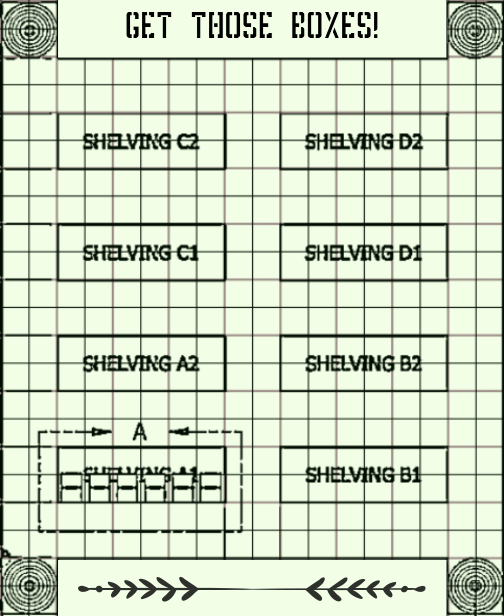 GET THOSE BOXES!
SHELVING C2 SHELVING D2
SHELVING C1 SHELVING D1
SHELVING A2 SHELVING B2
A
SHELVING A1 SHELVING B1